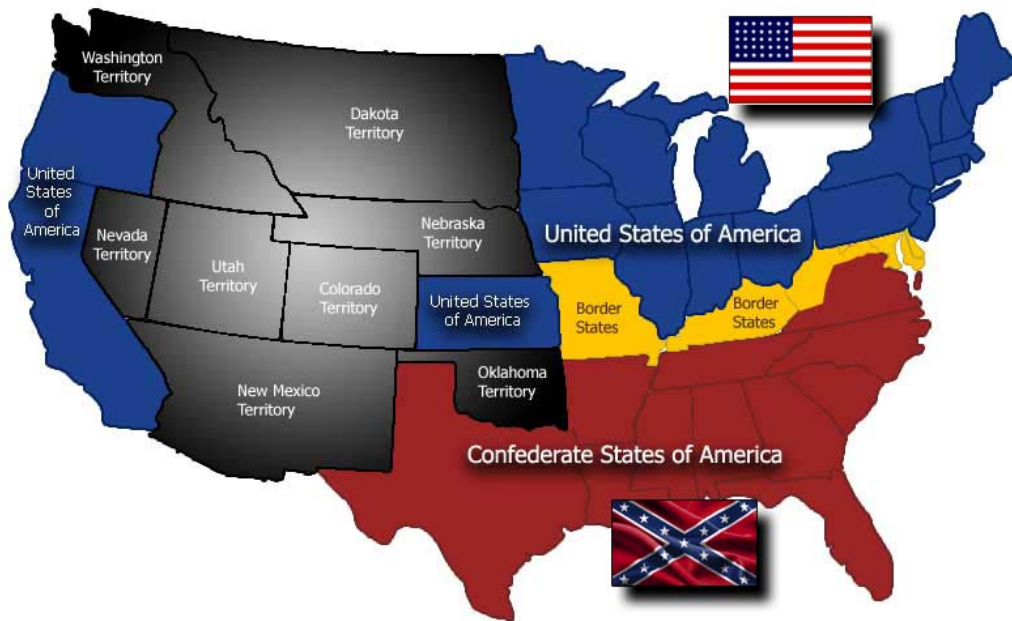 Washington
Territory
Dakota
Territory
United
States
of
America
Nevada
Territory
Utah
Territory
Nebraska
Territory
Colorado
Territory
United States
of America
United States of America
Border
States
Border
States
New Mexico
Territory
Oklahoma
Territory
Confederate States of America